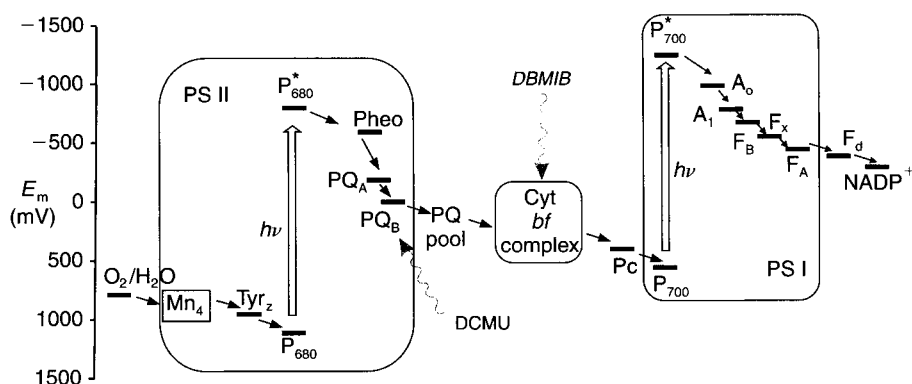 −1500
−1000
−500
0
500
1000
1500
E_m
(mV)
O₂/H₂O
Mn₄
Tyr_z
PS II
P*₆₈₀
hν
P₆₈₀
Pheo
PQ_A
PQ_B
PQ
pool
DCMU
DBMIB
Cyt
bf
complex
Pc
P*₇₀₀
hν
P₇₀₀
PS I
A₀
A₁
F_x
F_B
F_A
F_d
NADP⁺